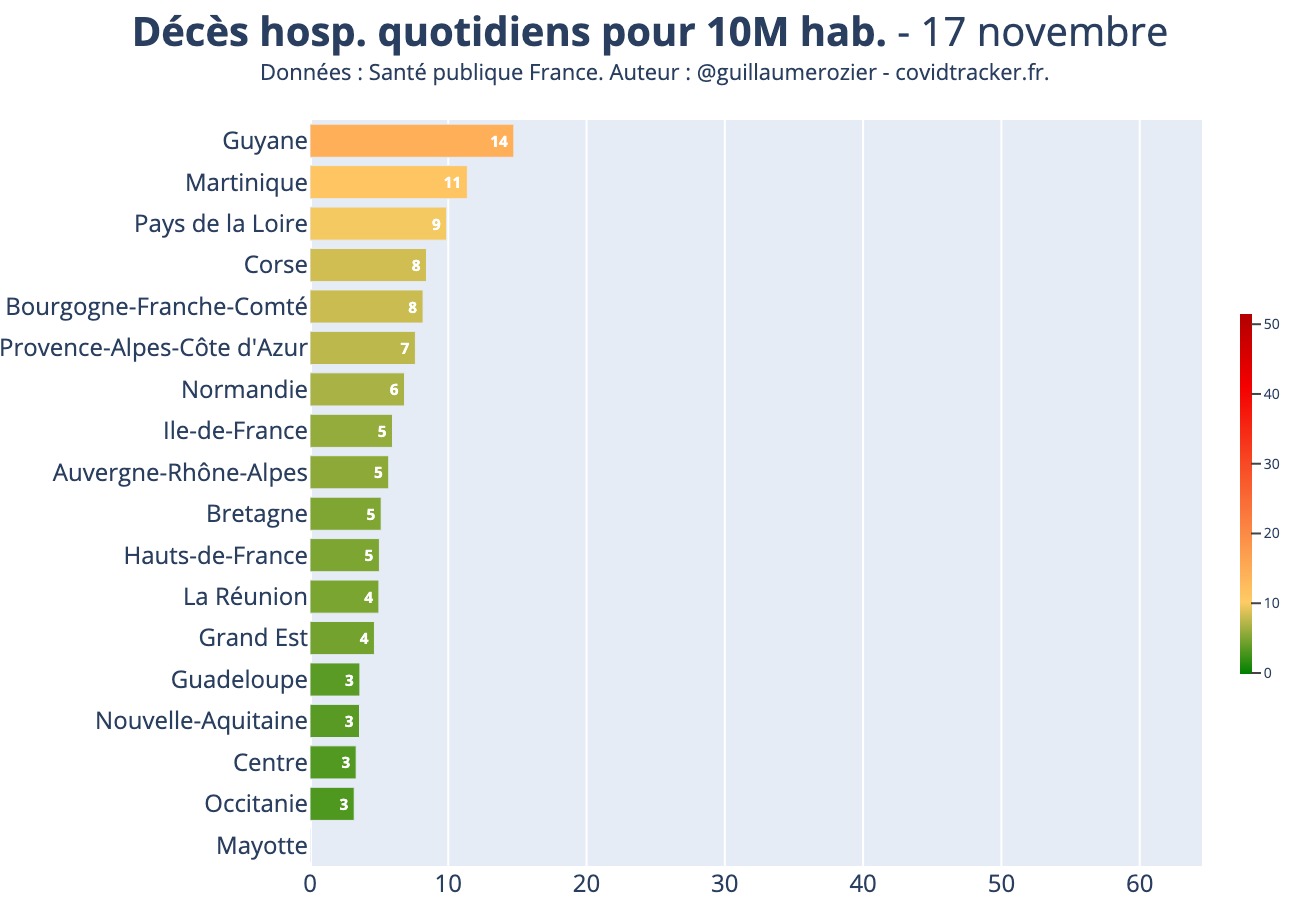 Décès hosp. quotidiens pour 10M hab. - 17 novembre
Données : Santé publique France. Auteur : @guillaumerozier - covidtracker.fr.
Guyane 14
Martinique 11
Pays de la Loire 9
Corse 8
Bourgogne-Franche-Comté 8
Provence-Alpes-Côte d'Azur 7
Normandie 6
Ile-de-France 5
Auvergne-Rhône-Alpes 5
Bretagne 5
Hauts-de-France 5
La Réunion 4
Grand Est 4
Guadeloupe 3
Nouvelle-Aquitaine 3
Centre 3
Occitanie 3
Mayotte
0 10 20 30 40 50 60
50
40
30
20
10
0